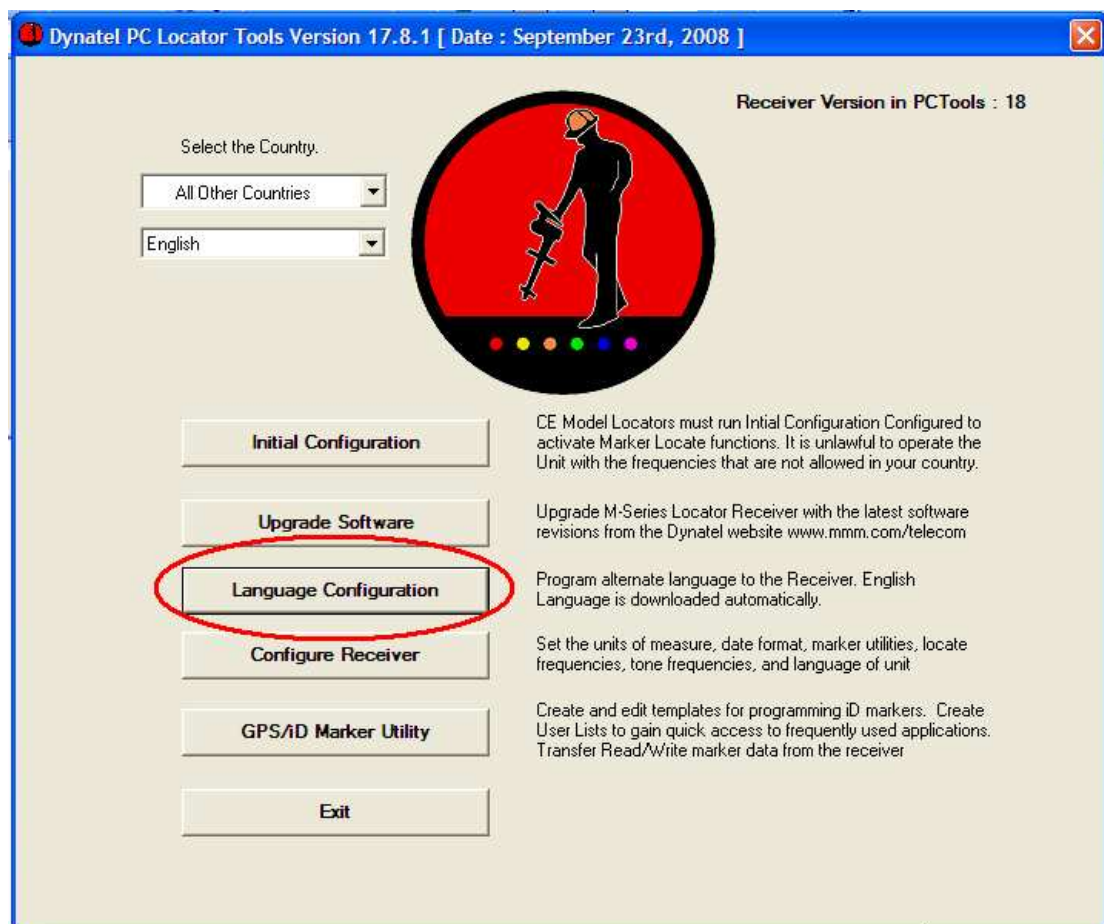 Dynatel PC Locator Tools Version 17.8.1 [ Date : September 23rd, 2008 ]
Receiver Version in PCTools : 18
Select the Country.
All Other Countries
English
Initial Configuration
CE Model Locators must run Intial Configuration Configured to
activate Marker Locate functions. It is unlawful to operate the
Unit with the frequencies that are not allowed in your country.
Upgrade Software
Upgrade M-Series Locator Receiver with the latest software
revisions from the Dynatel website www.mmm.com/telecom
Language Configuration
Program alternate language to the Receiver. English
Language is downloaded automatically.
Configure Receiver
Set the units of measure, date format, marker utilities, locate
frequencies, tone frequencies, and language of unit
GPS/iD Marker Utility
Create and edit templates for programming iD markers.  Create
User Lists to gain quick access to frequently used applications.
Transfer Read/Write marker data from the receiver
Exit